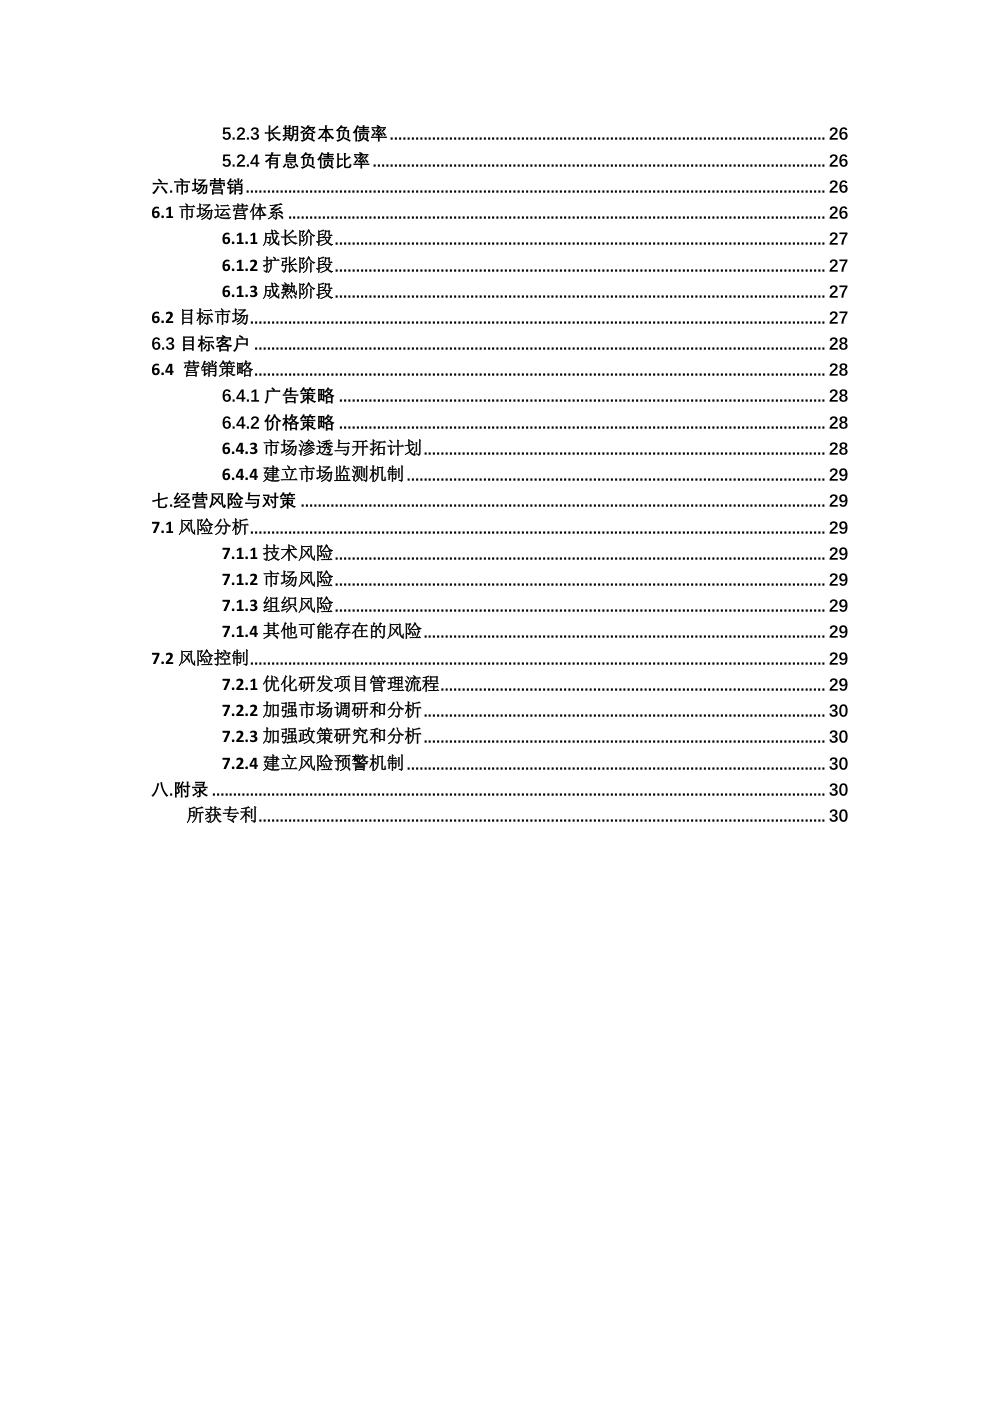 5.2.3 长期资本负债率........................................ 26
5.2.4 有息负债比率........................................ 26
六.市场营销........................................ 26
6.1 市场运营体系........................................ 26
6.1.1 成长阶段........................................ 27
6.1.2 扩张阶段........................................ 27
6.1.3 成熟阶段........................................ 27
6.2 目标市场........................................ 27
6.3 目标客户........................................ 28
6.4 营销策略........................................ 28
6.4.1 广告策略........................................ 28
6.4.2 价格策略........................................ 28
6.4.3 市场渗透与开拓计划........................................ 28
6.4.4 建立市场监测机制........................................ 29
七.经营风险与对策........................................ 29
7.1 风险分析........................................ 29
7.1.1 技术风险........................................ 29
7.1.2 市场风险........................................ 29
7.1.3 组织风险........................................ 29
7.1.4 其他可能存在的风险........................................ 29
7.2 风险控制........................................ 29
7.2.1 优化研发项目管理流程........................................ 29
7.2.2 加强市场调研和分析........................................ 30
7.2.3 加强政策研究和分析........................................ 30
7.2.4 建立风险预警机制........................................ 30
八.附录........................................ 30
所获专利........................................ 30